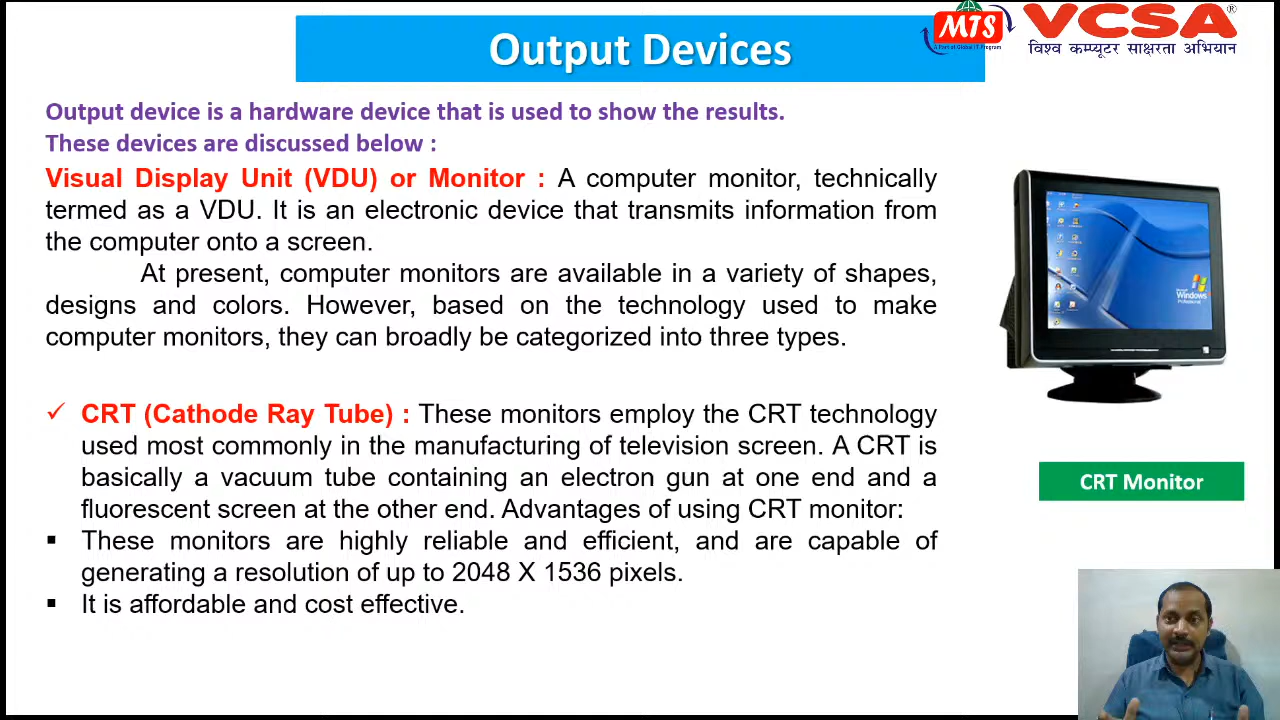 Output Devices
MTS
A Part of Global IT Program
VCSA®
विश्व कम्प्यूटर साक्षरता अभियान
Output device is a hardware device that is used to show the results.
These devices are discussed below :
Visual Display Unit (VDU) or Monitor : A computer monitor, technically
termed as a VDU. It is an electronic device that transmits information from
the computer onto a screen.
At present, computer monitors are available in a variety of shapes,
designs and colors. However, based on the technology used to make
computer monitors, they can broadly be categorized into three types.
Windows
CRT Monitor
✓ CRT (Cathode Ray Tube) : These monitors employ the CRT technology
used most commonly in the manufacturing of television screen. A CRT is
basically a vacuum tube containing an electron gun at one end and a
fluorescent screen at the other end. Advantages of using CRT monitor:
▪ These monitors are highly reliable and efficient, and are capable of
generating a resolution of up to 2048 X 1536 pixels.
▪ It is affordable and cost effective.